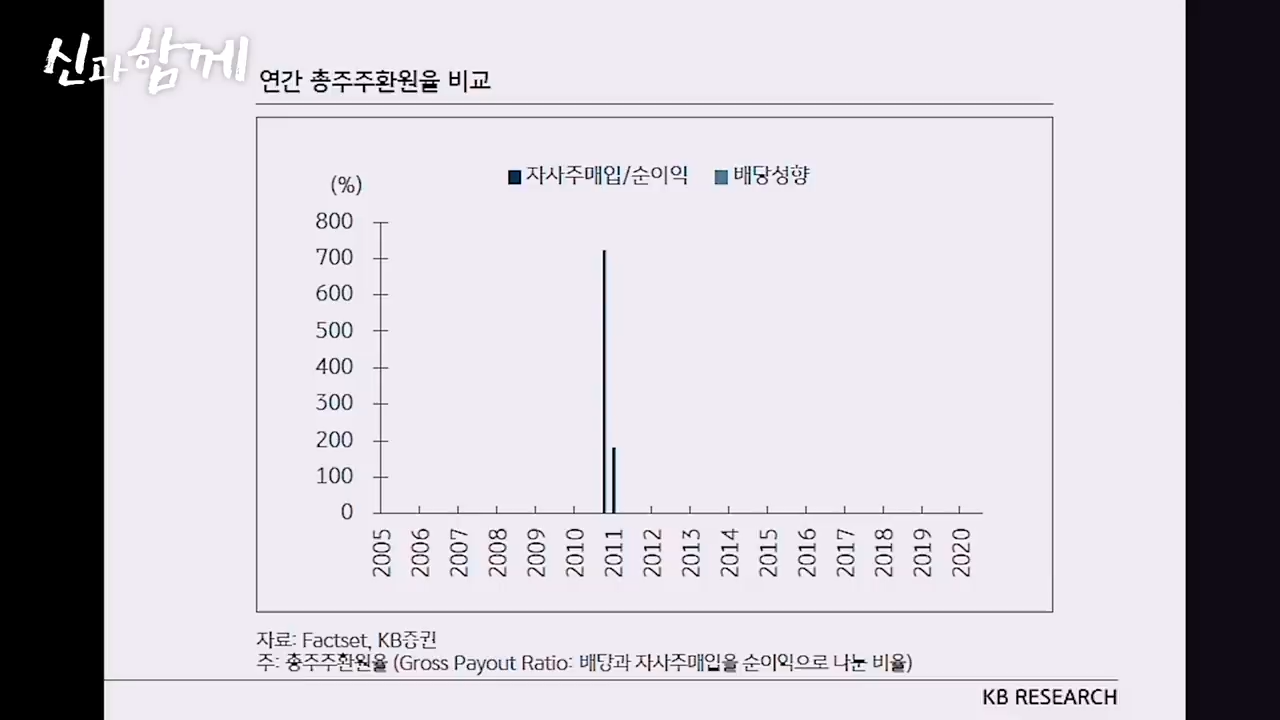 신과함께
연간 총주주환원율 비교
자사주매입/순이익 배당성향
(%)
800
700
600
500
400
300
200
100
0
2005 2006 2007 2008 2009 2010 2011 2012 2013 2014 2015 2016 2017 2018 2019 2020
자료: Factset, KB증권
주: 총주주환원율 (Gross Payout Ratio: 배당과 자사주매입을 순이익으로 나눈 비율)
KB RESEARCH